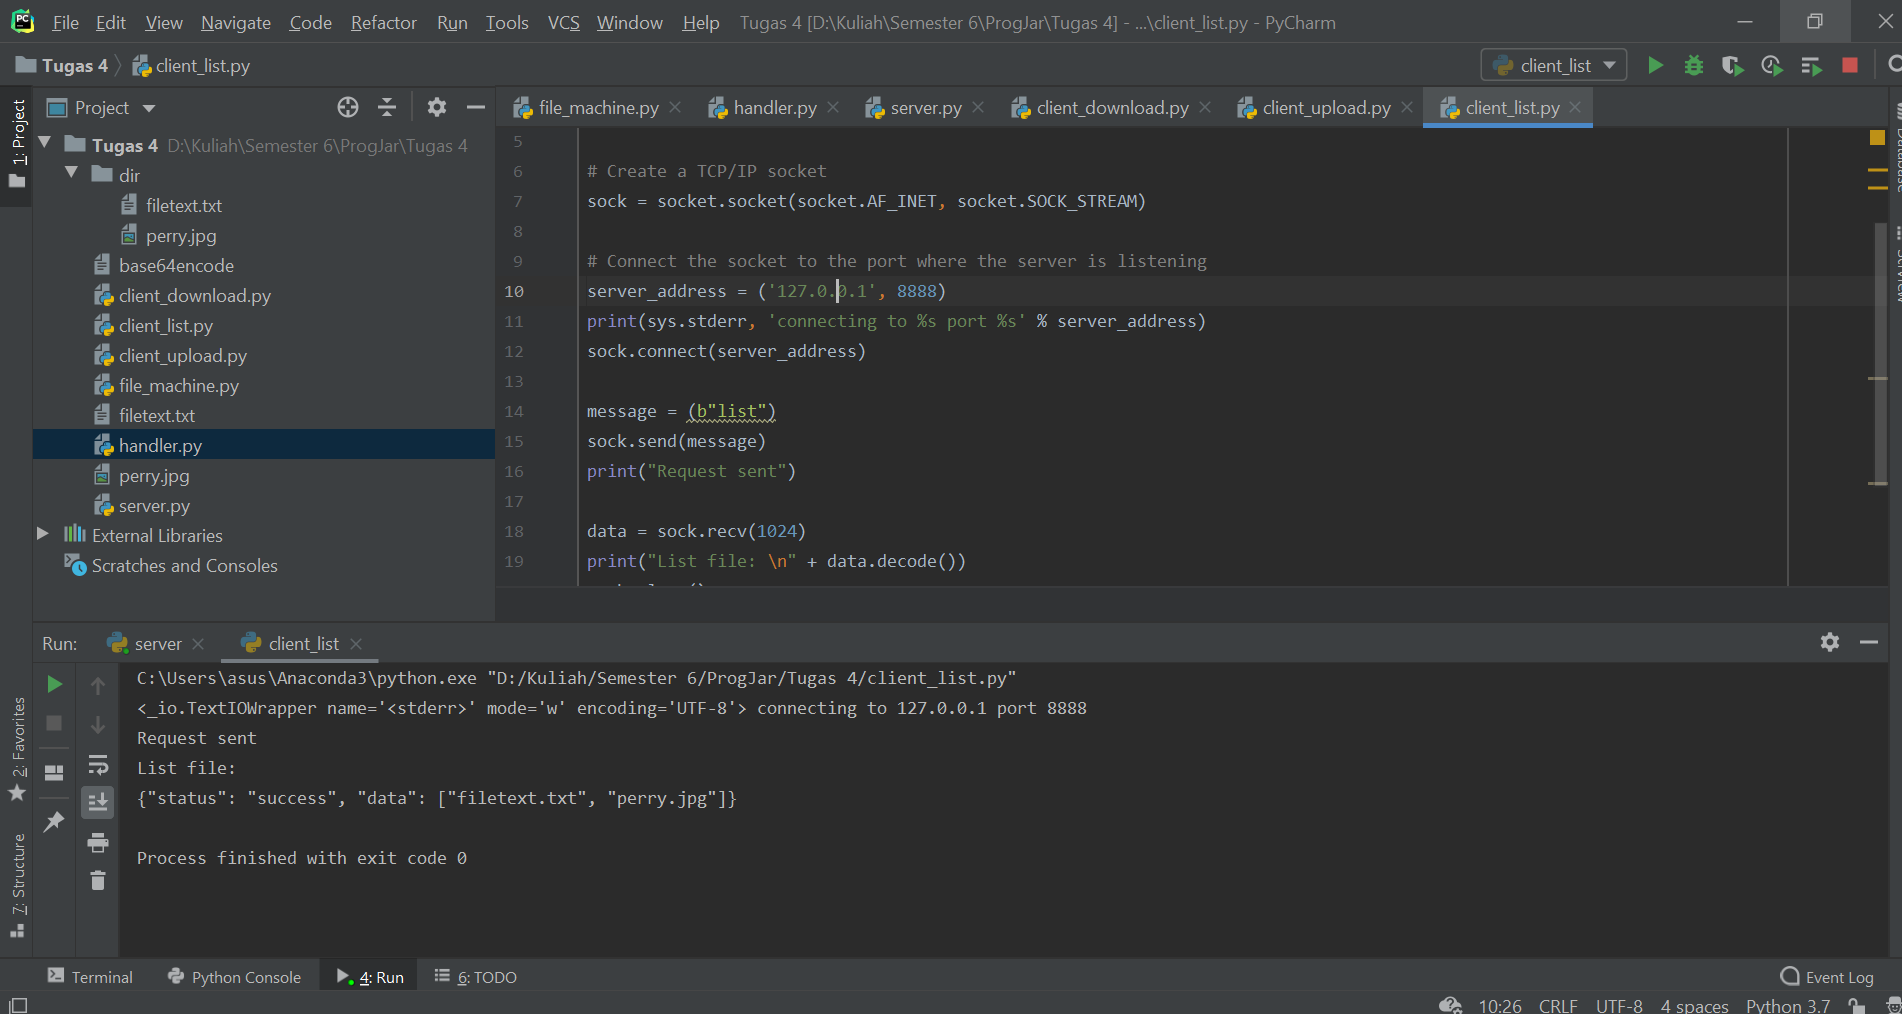 File Edit View Navigate Code Refactor Run Tools VCS Window Help Tugas 4 [D:\Kuliah\Semester 6\ProgJar\Tugas 4] - ...\client_list.py - PyCharm
Tugas 4 client_list.py
client_list
1: Project
Project
file_machine.py handler.py server.py client_download.py client_upload.py client_list.py
Tugas 4 D:\Kuliah\Semester 6\ProgJar\Tugas 4
dir
filetext.txt
perry.jpg
base64encode
client_download.py
client_list.py
client_upload.py
file_machine.py
filetext.txt
handler.py
perry.jpg
server.py
External Libraries
Scratches and Consoles
5
6 # Create a TCP/IP socket
7 sock = socket.socket(socket.AF_INET, socket.SOCK_STREAM)
8
9 # Connect the socket to the port where the server is listening
10 server_address = ('127.0.0.1', 8888)
11 print(sys.stderr, 'connecting to %s port %s' % server_address)
12 sock.connect(server_address)
13
14 message = (b"list")
15 sock.send(message)
16 print("Request sent")
17
18 data = sock.recv(1024)
19 print("List file: \n" + data.decode())
Database
Run: server client_list
C:\Users\asus\Anaconda3\python.exe "D:/Kuliah/Semester 6/ProgJar/Tugas 4/client_list.py"
<_io.TextIOWrapper name='<stderr>' mode='w' encoding='UTF-8'> connecting to 127.0.0.1 port 8888
Request sent
List file:
{"status": "success", "data": ["filetext.txt", "perry.jpg"]}
Process finished with exit code 0
2: Favorites
7: Structure
Terminal Python Console 4: Run 6: TODO Event Log
10:26 CRLF UTF-8 4 spaces Python 3.7